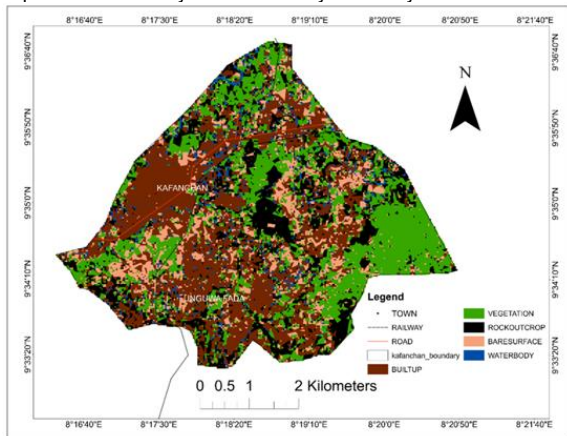 8°16'40"E 8°17'30"E 8°18'20"E 8°19'10"E 8°20'0"E 8°20'50"E 8°21'40"E
9°36'40"N 9°36'40"N
N
9°35'50"N 9°35'50"N
KAFANCHAN
9°35'0"N 9°35'0"N
9°34'10"N 9°34'10"N
UNGUWA FADA
Legend
TOWN
RAILWAY
ROAD
kafanchan_boundary
BUILTUP
VEGETATION
ROCKOUTCROP
BARESURFACE
WATERBODY
9°33'20"N 9°33'20"N
0 0.5 1 2 Kilometers
8°16'40"E 8°17'30"E 8°18'20"E 8°19'10"E 8°20'0"E 8°20'50"E 8°21'40"E